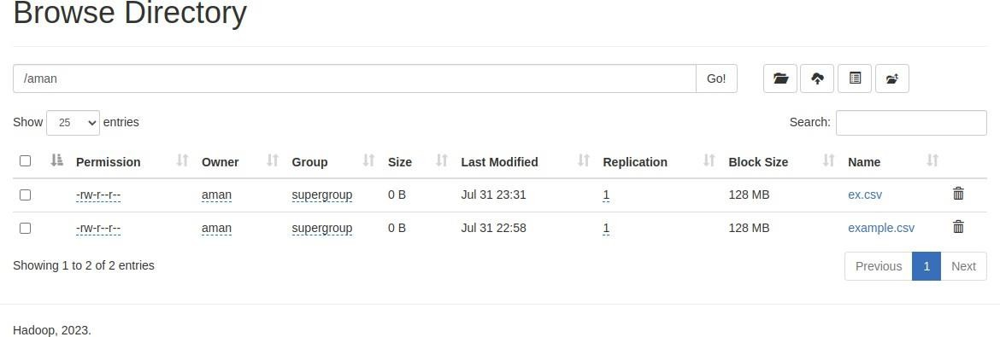 Browse Directory
/aman Go!
Show 25 entries Search:
Permission Owner Group Size Last Modified Replication Block Size Name
-rw-r--r-- aman supergroup 0 B Jul 31 23:31 1 128 MB ex.csv
-rw-r--r-- aman supergroup 0 B Jul 31 22:58 1 128 MB example.csv
Showing 1 to 2 of 2 entries Previous 1 Next
Hadoop, 2023.